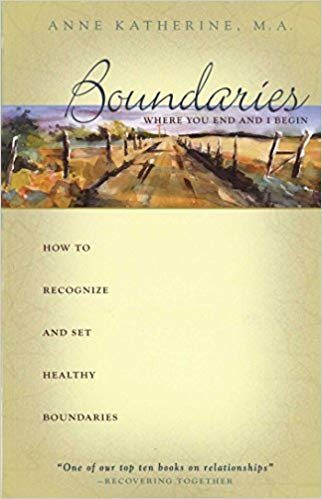 ANNE KATHERINE, M.A.
Boundaries
WHERE YOU END AND I BEGIN
HOW TO
RECOGNIZE
AND SET
HEALTHY
BOUNDARIES
"One of our top ten books on relationships"
–RECOVERING TOGETHER